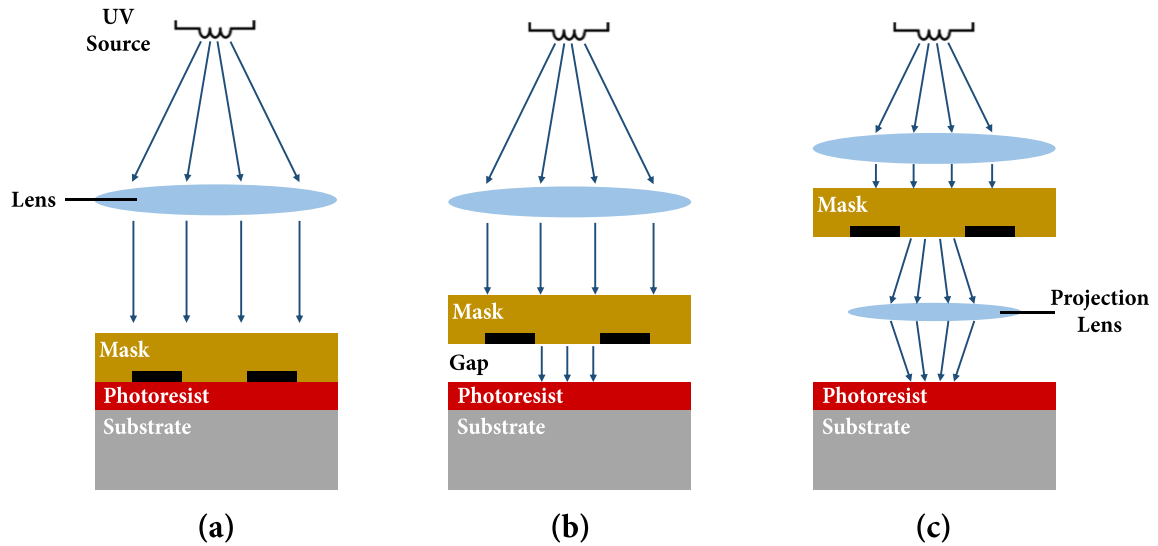 UV
Source
Lens
Mask
Photoresist
Substrate
(a)
Mask
Gap
Photoresist
Substrate
(b)
Mask
Projection
Lens
Photoresist
Substrate
(c)